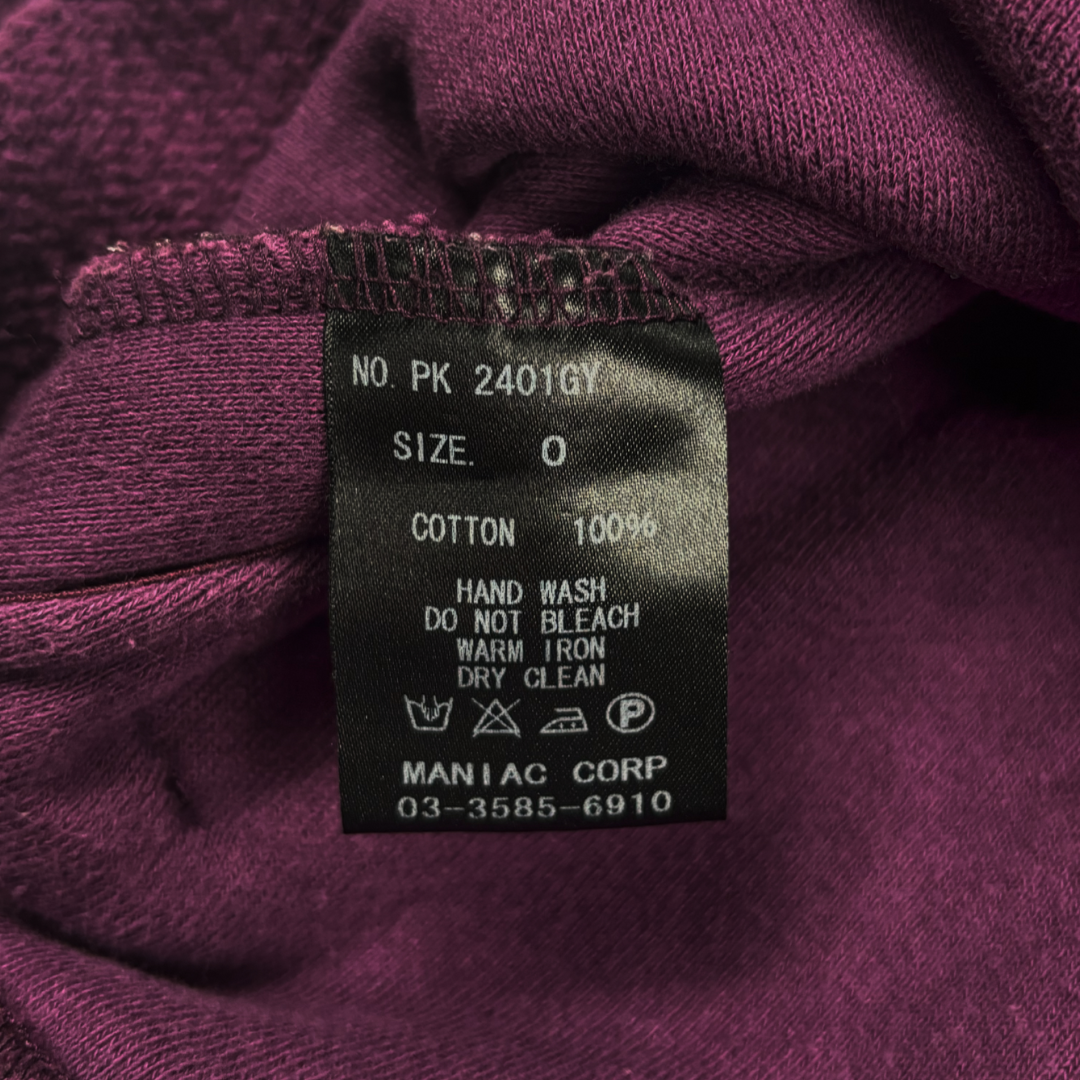 NO. PK 2401GY
SIZE. 0
COTTON 100%
HAND WASH
DO NOT BLEACH
WARM IRON
DRY CLEAN
P
MANIAC CORP
03-3585-6910